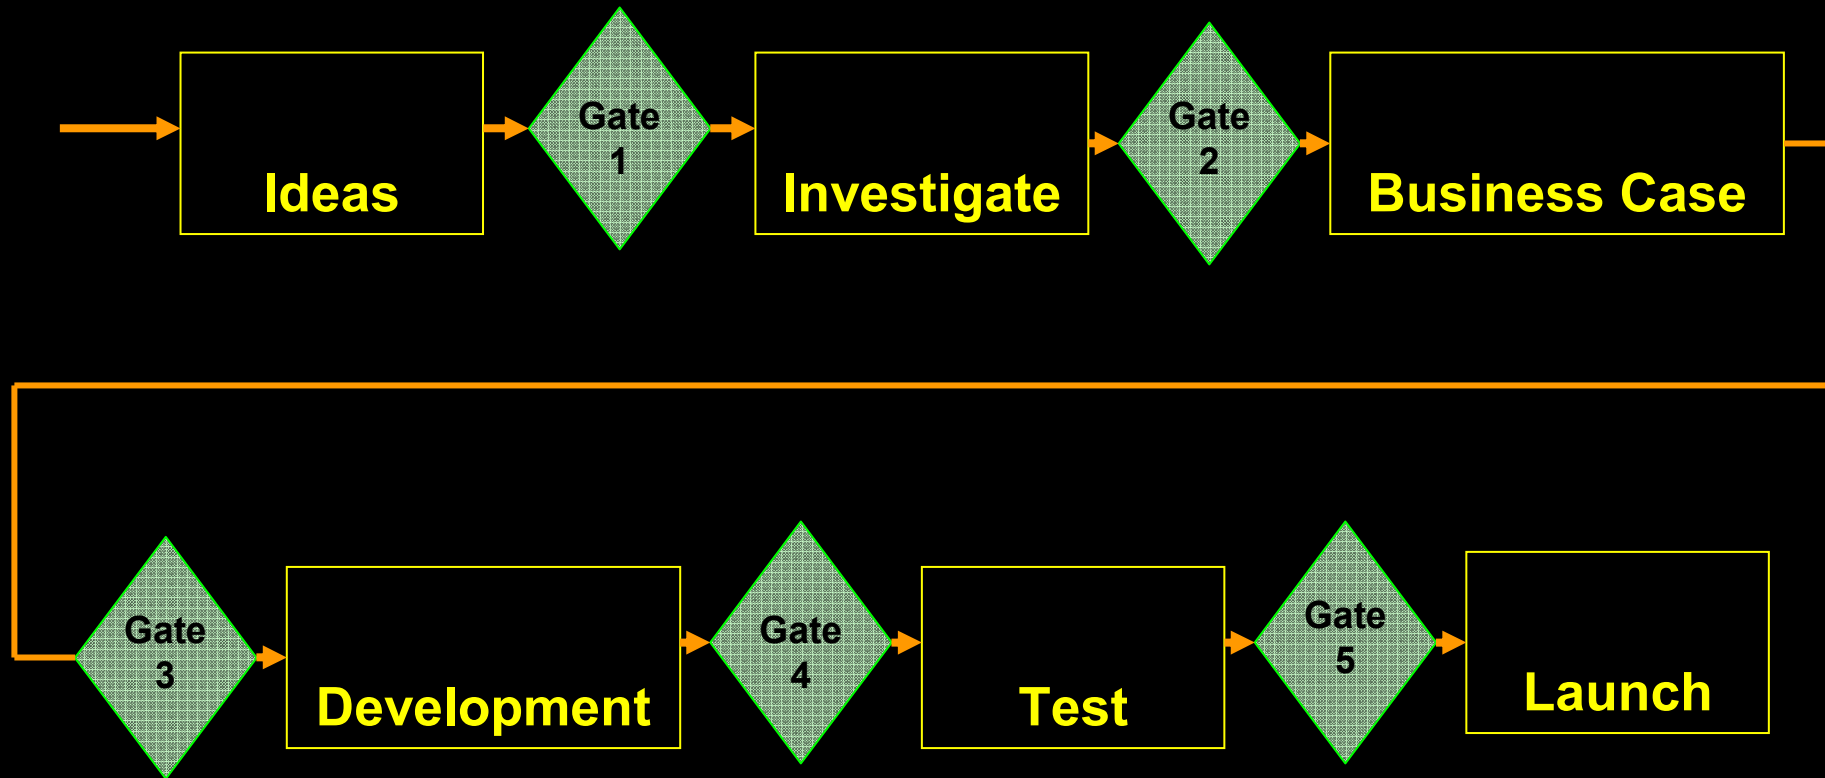 Ideas
Gate
1
Investigate
Gate
2
Business Case
Gate
3
Development
Gate
4
Test
Gate
5
Launch